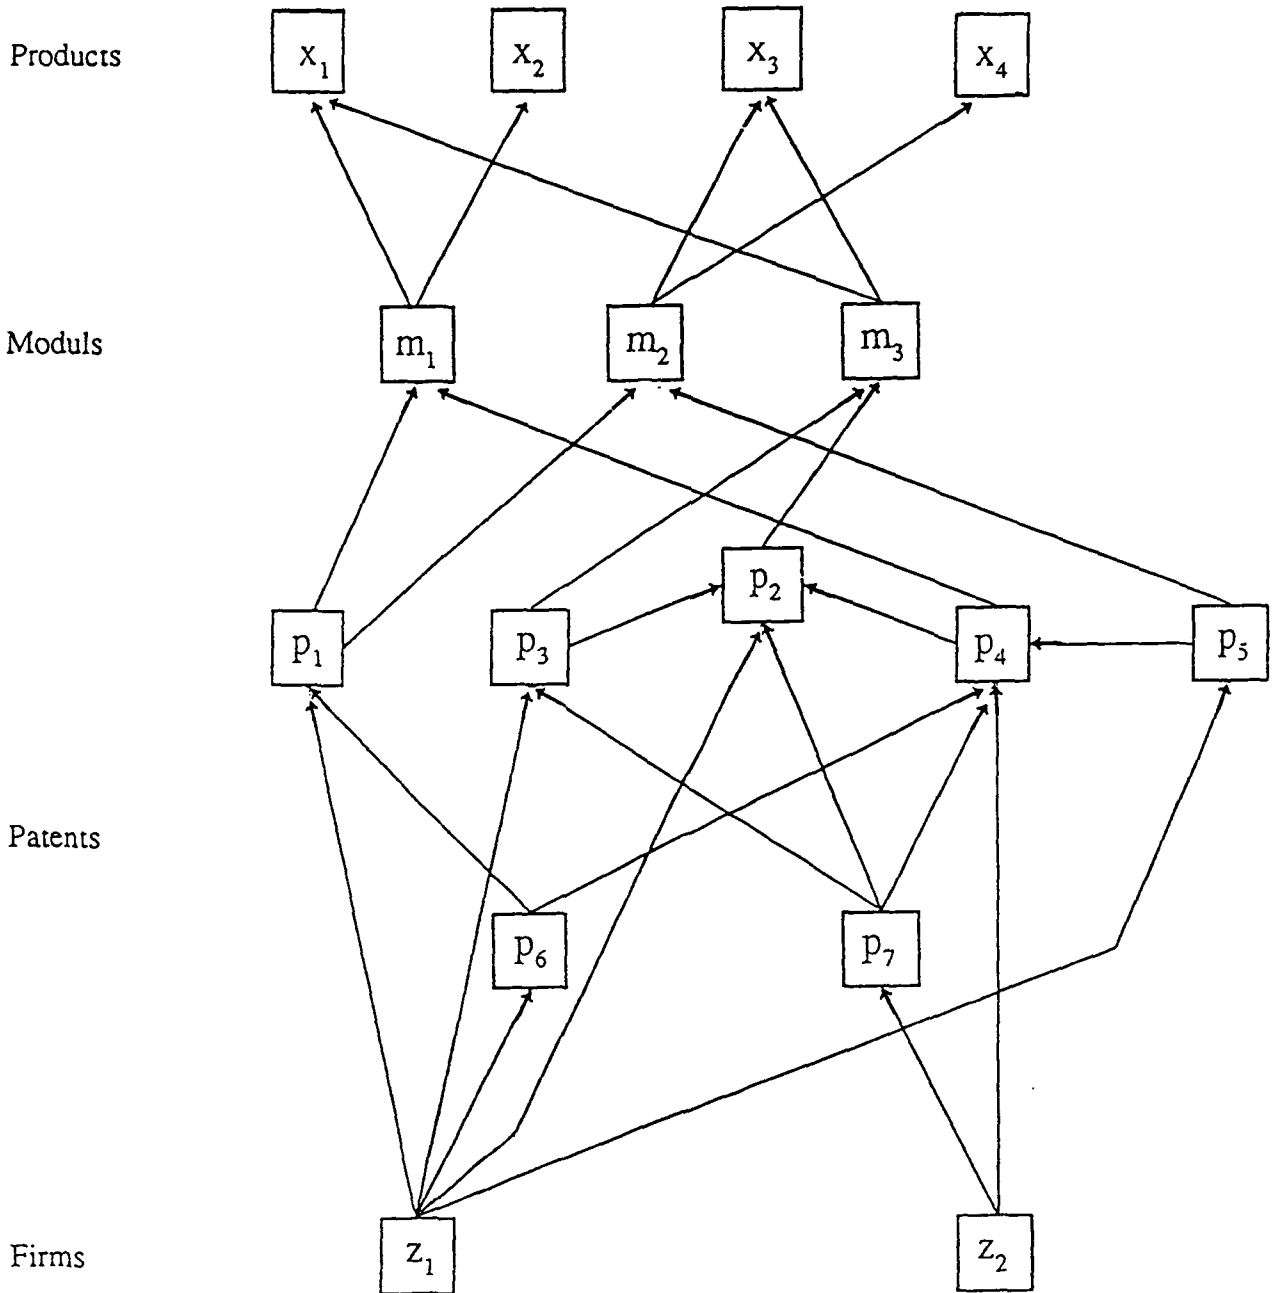 Products
x₁ x₂ x₃ x₄
Moduls
m₁ m₂ m₃
p₂
p₁ p₃ p₄ p₅
Patents
p₆ p₇
Firms
z₁ z₂